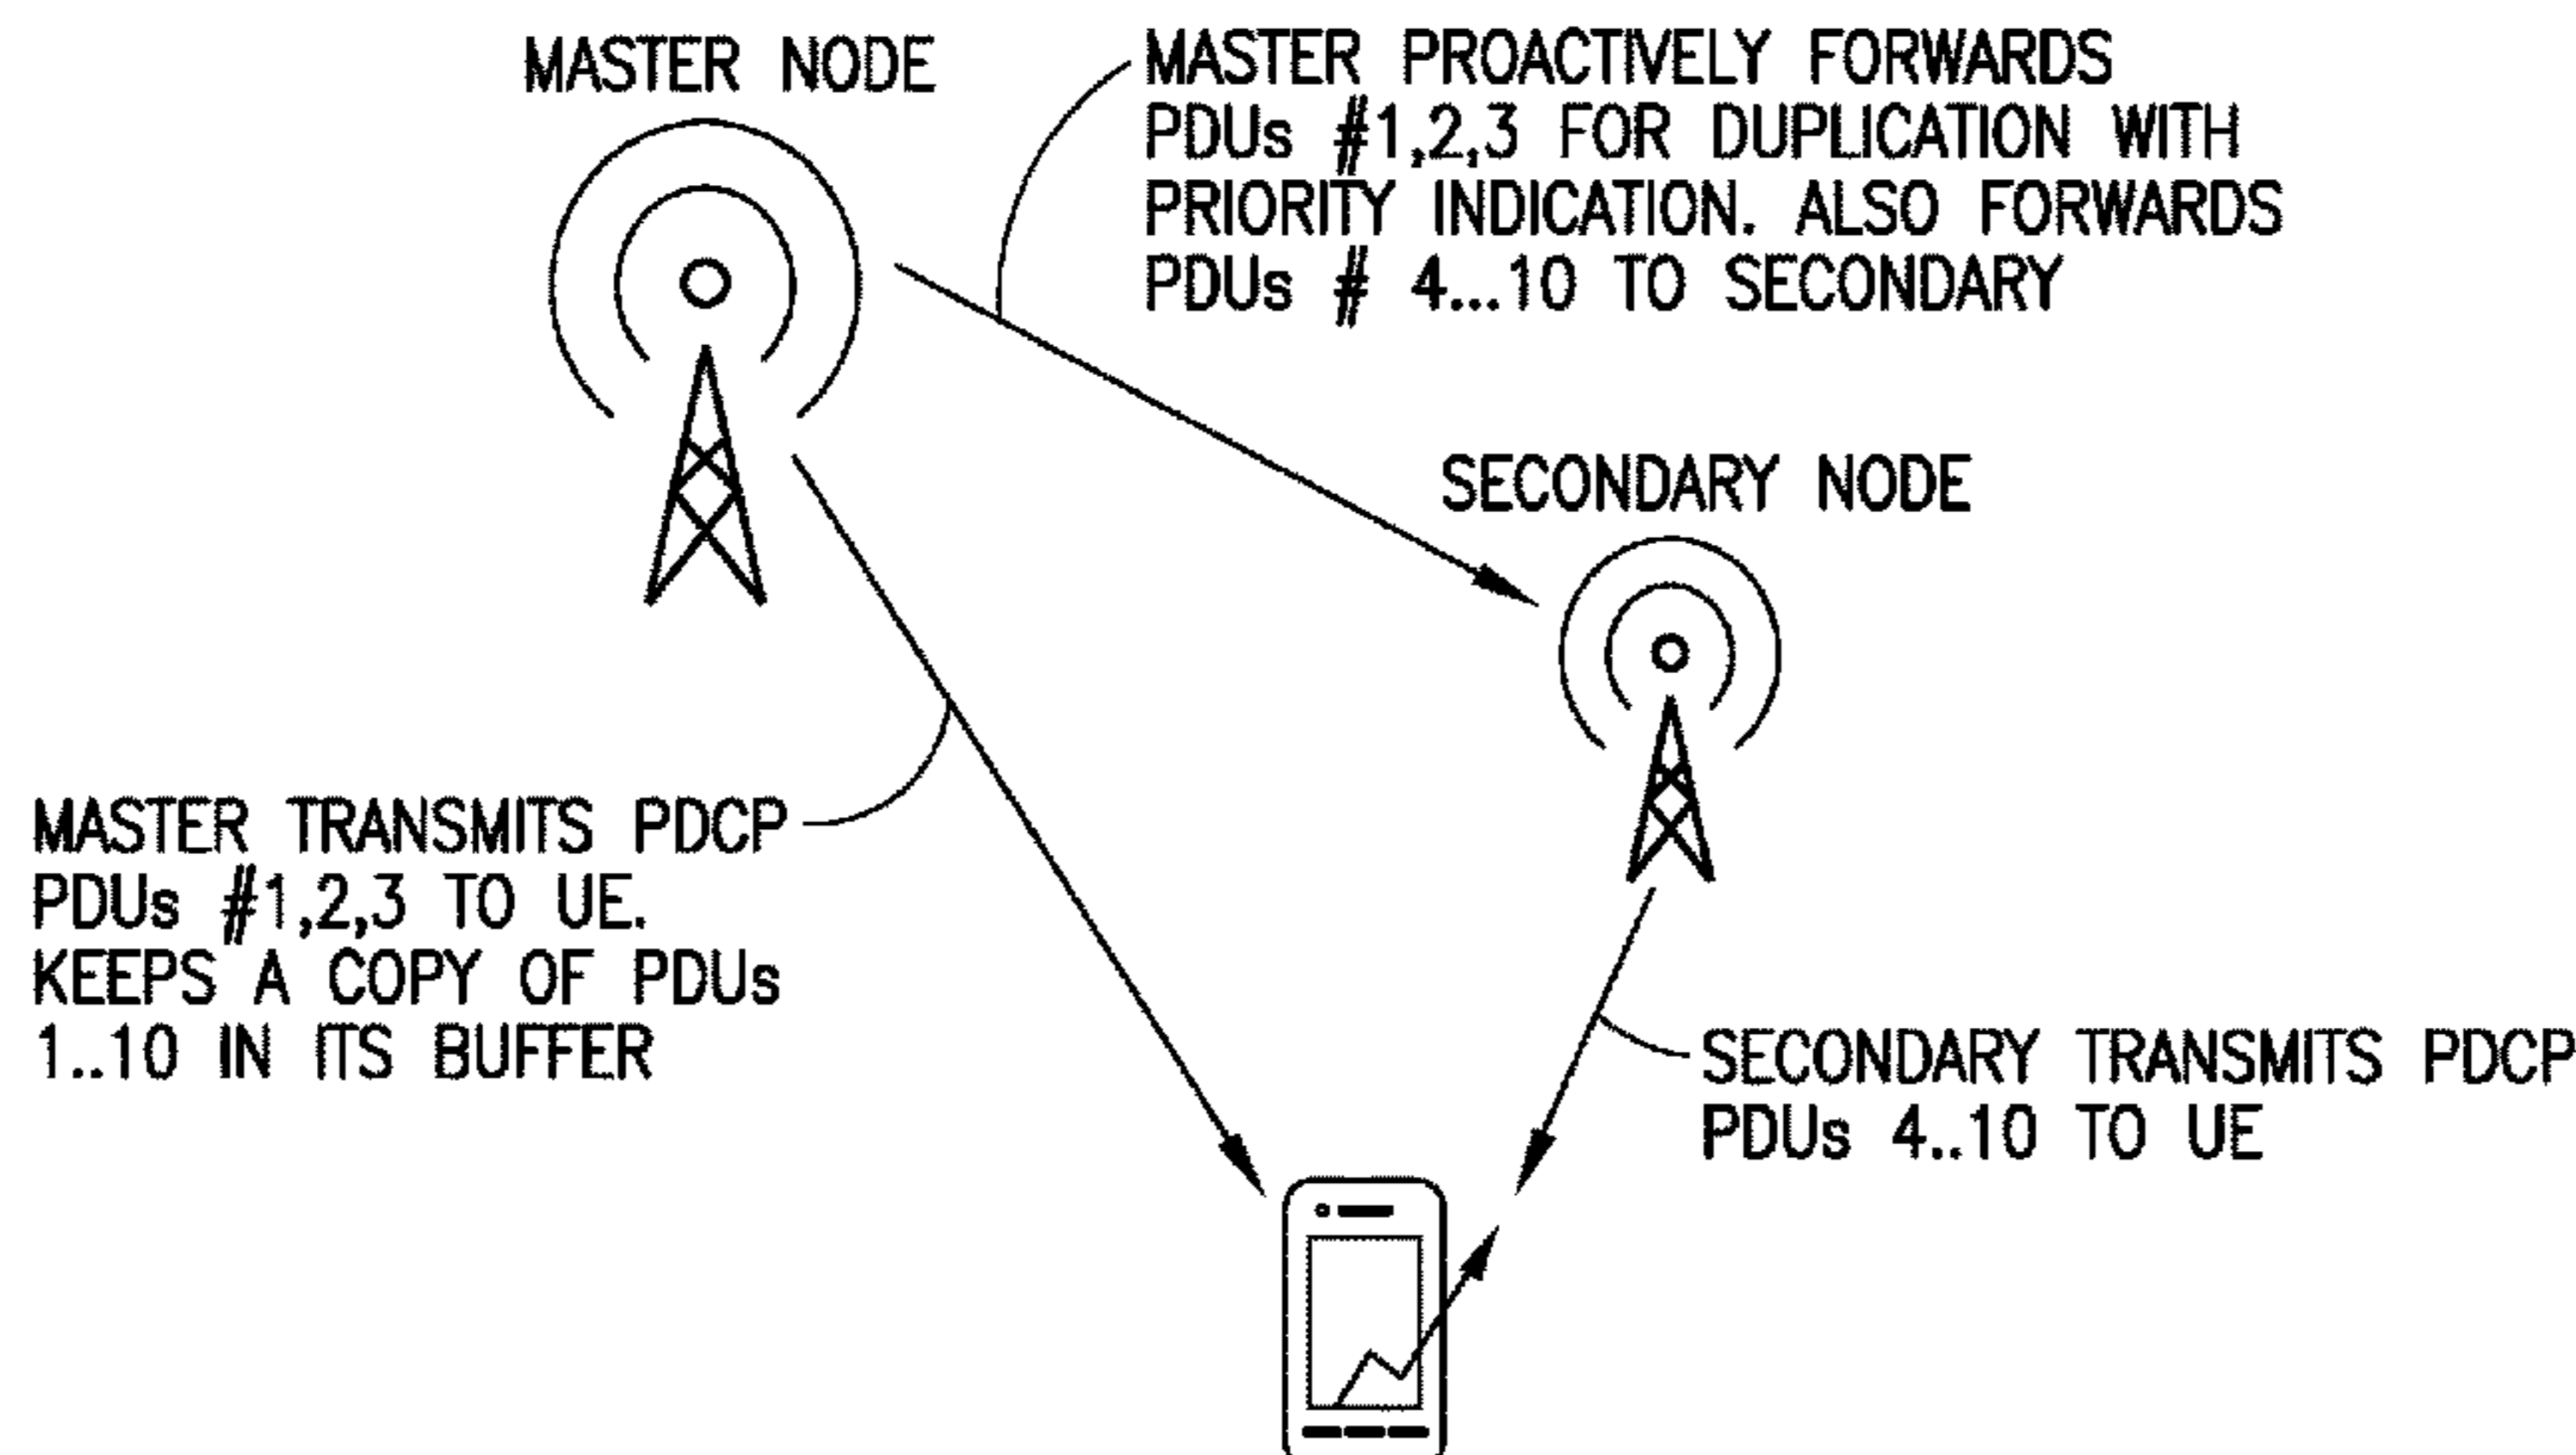 MASTER NODE
MASTER PROACTIVELY FORWARDS
PDUs #1,2,3 FOR DUPLICATION WITH
PRIORITY INDICATION. ALSO FORWARDS
PDUs # 4...10 TO SECONDARY
SECONDARY NODE
MASTER TRANSMITS PDCP
PDUs #1,2,3 TO UE.
KEEPS A COPY OF PDUs
1..10 IN ITS BUFFER
SECONDARY TRANSMITS PDCP
PDUs 4..10 TO UE